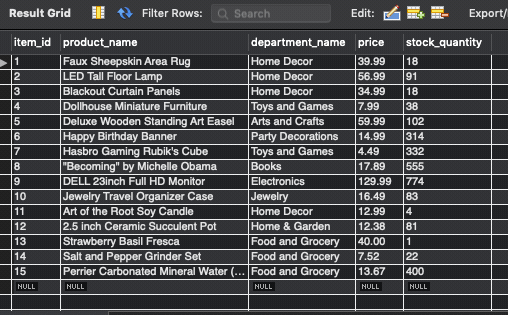 Result Grid Filter Rows: Search Edit: Export/
item_id product_name department_name price stock_quantity
1 Faux Sheepskin Area Rug Home Decor 39.99 18
2 LED Tall Floor Lamp Home Decor 56.99 91
3 Blackout Curtain Panels Home Decor 34.99 18
4 Dollhouse Miniature Furniture Toys and Games 7.99 38
5 Deluxe Wooden Standing Art Easel Arts and Crafts 59.99 102
6 Happy Birthday Banner Party Decorations 14.99 314
7 Hasbro Gaming Rubik's Cube Toys and Games 4.49 332
8 "Becoming" by Michelle Obama Books 17.89 555
9 DELL 23inch Full HD Monitor Electronics 129.99 774
10 Jewelry Travel Organizer Case Jewelry 16.49 83
11 Art of the Root Soy Candle Home Decor 12.99 4
12 2.5 inch Ceramic Succulent Pot Home & Garden 12.38 81
13 Strawberry Basil Fresca Food and Grocery 40.00 1
14 Salt and Pepper Grinder Set Food and Grocery 7.52 22
15 Perrier Carbonated Mineral Water (... Food and Grocery 13.67 400
NULL NULL NULL NULL NULL